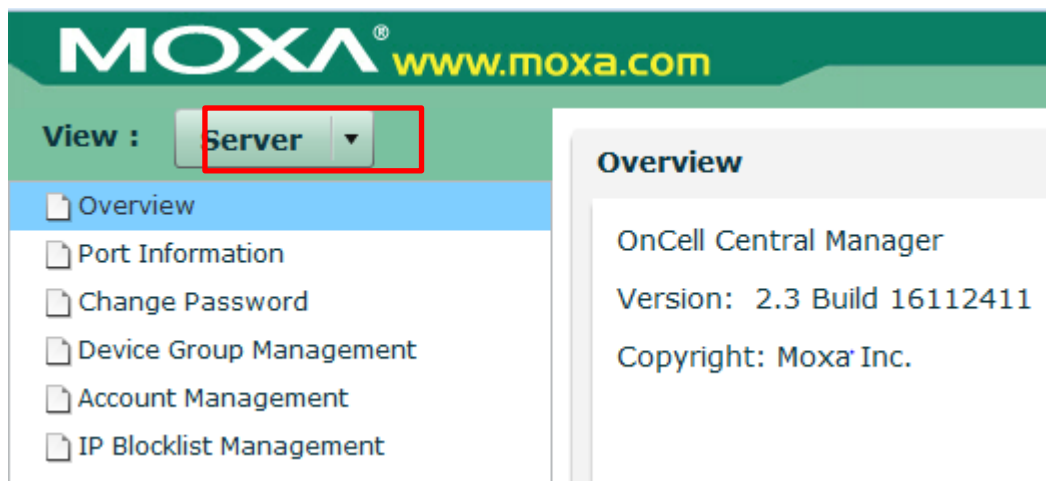 MOXA® www.moxa.com
View : Server
Overview
Port Information
Change Password
Device Group Management
Account Management
IP Blocklist Management
Overview
OnCell Central Manager
Version: 2.3 Build 16112411
Copyright: Moxa Inc.